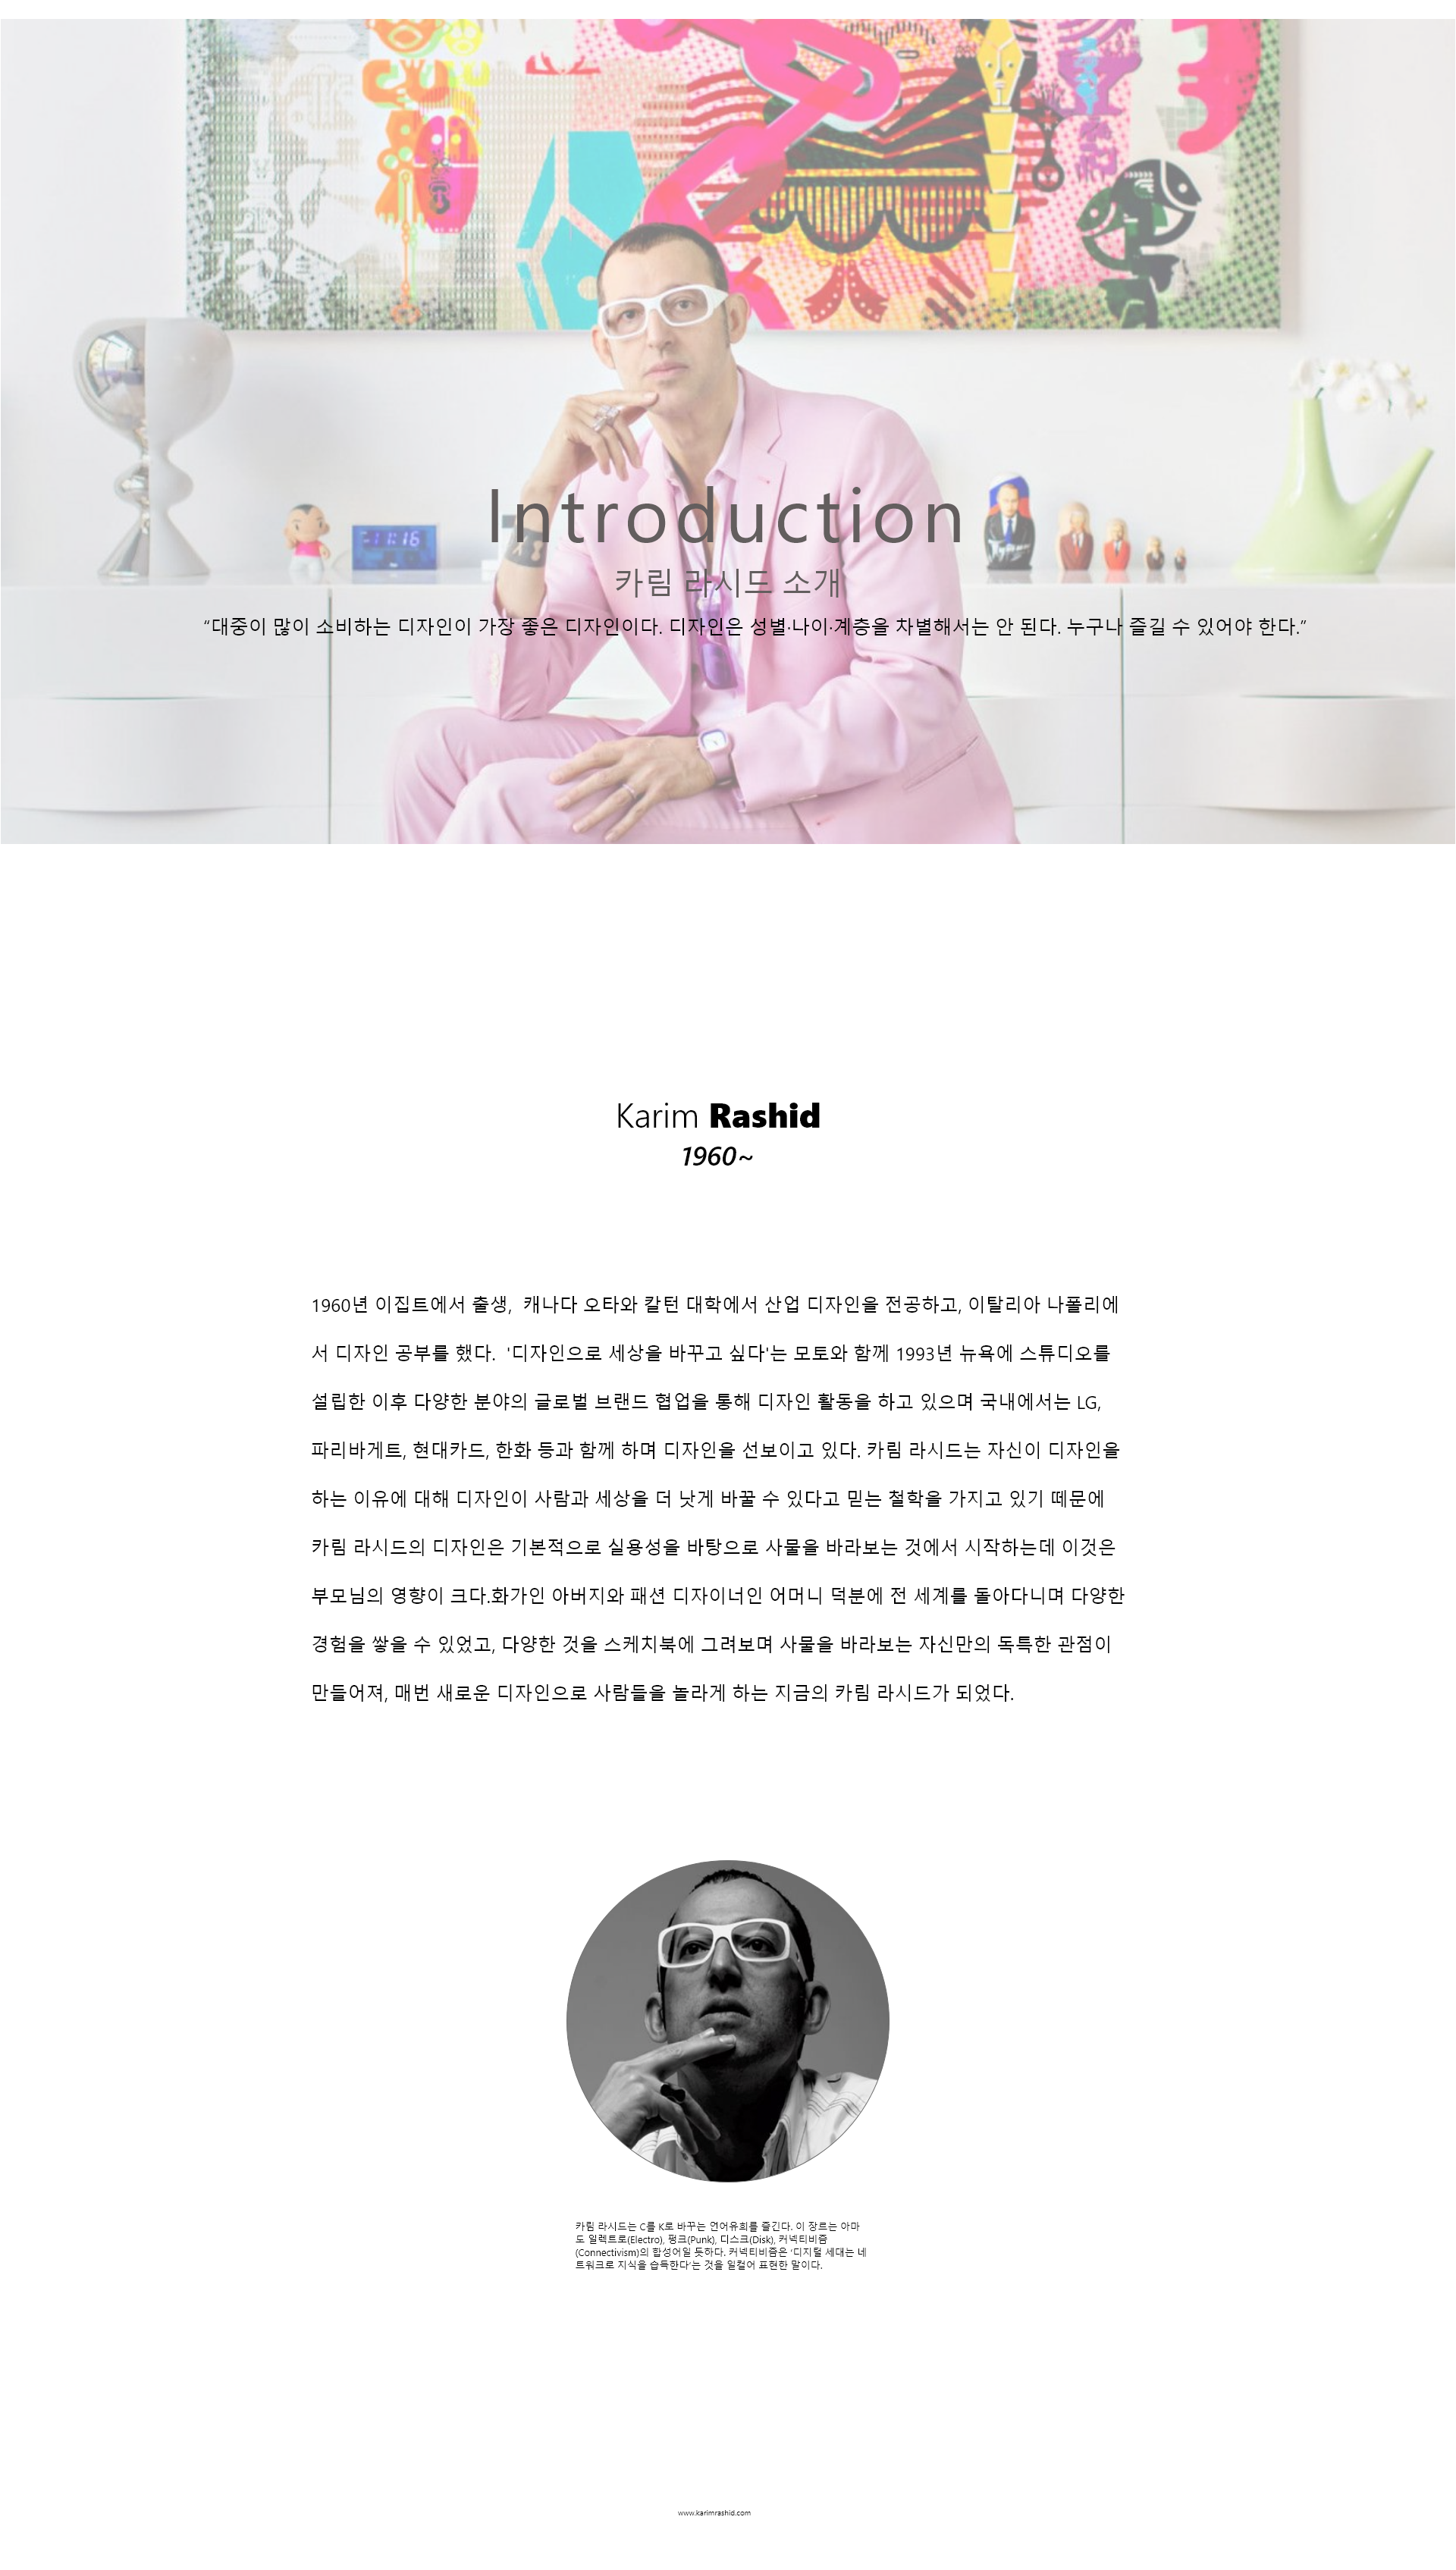 11:16
Introduction
카림 라시드 소개
“대중이 많이 소비하는 디자인이 가장 좋은 디자인이다. 디자인은 성별·나이·계층을 차별해서는 안 된다. 누구나 즐길 수 있어야 한다.”
Karim Rashid
1960~
1960년 이집트에서 출생,  캐나다 오타와 칼턴 대학에서 산업 디자인을 전공하고, 이탈리아 나폴리에
서 디자인 공부를 했다.  '디자인으로 세상을 바꾸고 싶다'는 모토와 함께 1993년 뉴욕에 스튜디오를
설립한 이후 다양한 분야의 글로벌 브랜드 협업을 통해 디자인 활동을 하고 있으며 국내에서는 LG,
파리바게트, 현대카드, 한화 등과 함께 하며 디자인을 선보이고 있다. 카림 라시드는 자신이 디자인을
하는 이유에 대해 디자인이 사람과 세상을 더 낫게 바꿀 수 있다고 믿는 철학을 가지고 있기 떼문에
카림 라시드의 디자인은 기본적으로 실용성을 바탕으로 사물을 바라보는 것에서 시작하는데 이것은
부모님의 영향이 크다.화가인 아버지와 패션 디자이너인 어머니 덕분에 전 세계를 돌아다니며 다양한
경험을 쌓을 수 있었고, 다양한 것을 스케치북에 그려보며 사물을 바라보는 자신만의 독특한 관점이
만들어져, 매번 새로운 디자인으로 사람들을 놀라게 하는 지금의 카림 라시드가 되었다.
카림 라시드는 C를 K로 바꾸는 언어유희를 즐긴다. 이 장르는 아마
도 일렉트로(Electro), 펑크(Punk), 디스크(Disk), 커넥티비즘
(Connectivism)의 합성어일 듯하다. 커넥티비즘은 ‘디지털 세대는 네
트워크로 지식을 습득한다’는 것을 일컬어 표현한 말이다.
www.karimrashid.com